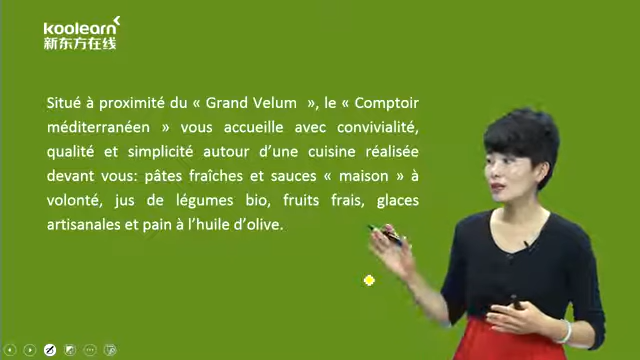 koolearn
新东方在线
Situé à proximité du « Grand Velum  », le « Comptoir
méditerranéen » vous accueille avec convivialité,
qualité et simplicité autour d’une cuisine réalisée
devant vous: pâtes fraîches et sauces « maison » à
volonté, jus de légumes bio, fruits frais, glaces
artisanales et pain à l’huile d’olive.